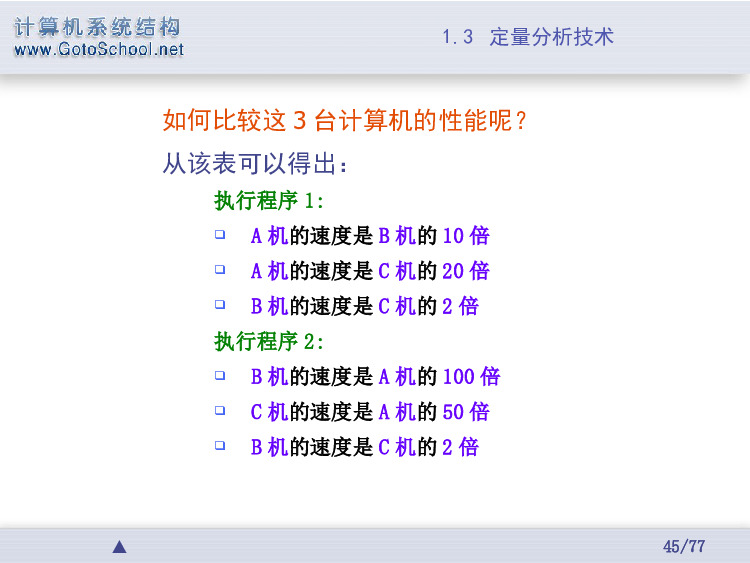 计算机系统结构
www.GotoSchool.net
1.3 定量分析技术
如何比较这 3 台计算机的性能呢?
从该表可以得出:
执行程序 1:
❑ A 机的速度是 B 机的 10 倍
❑ A 机的速度是 C 机的 20 倍
❑ B 机的速度是 C 机的 2 倍
执行程序 2:
❑ B 机的速度是 A 机的 100 倍
❑ C 机的速度是 A 机的 50 倍
❑ B 机的速度是 C 机的 2 倍
▲ 45/77